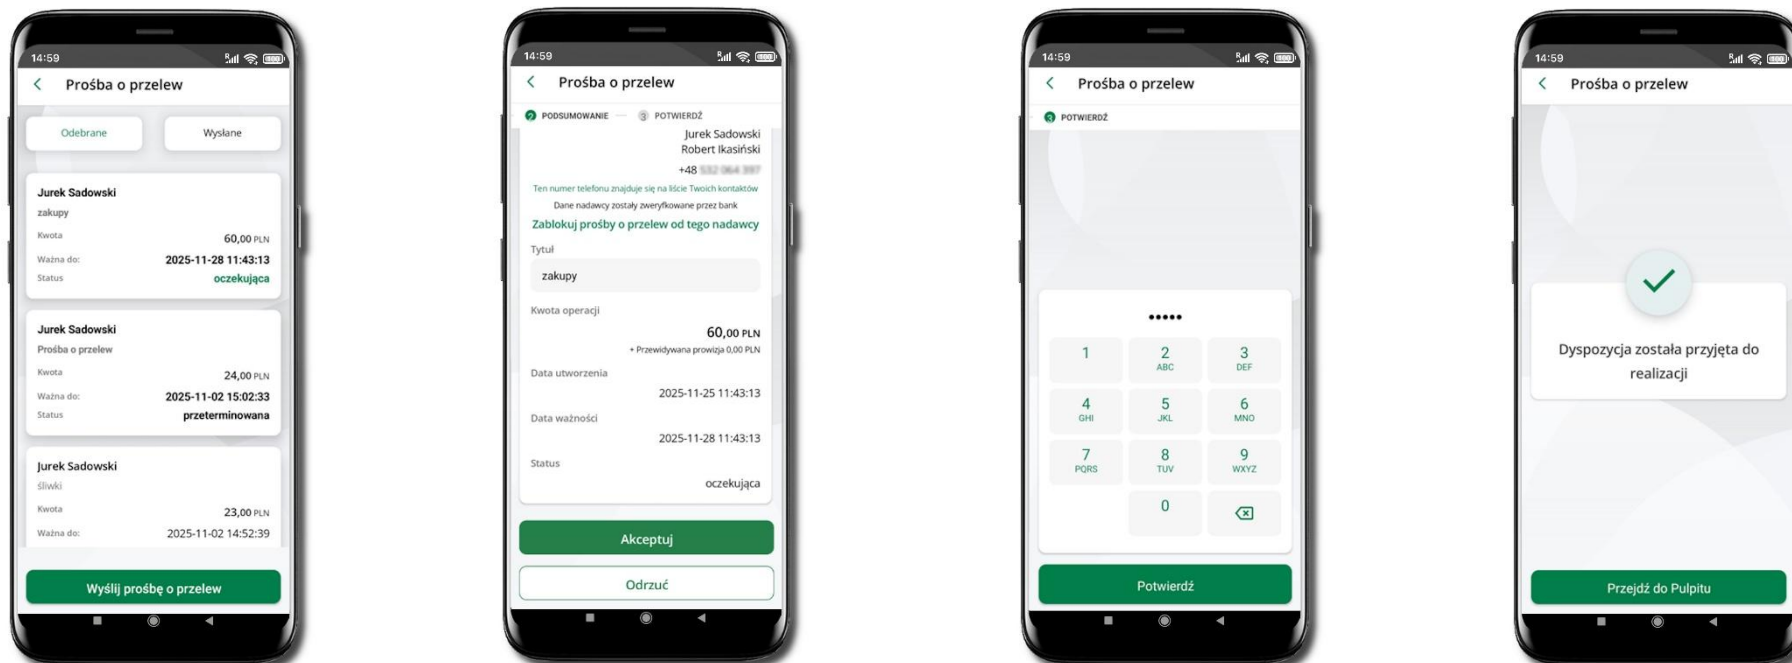 14:59
Prośba o przelew
Odebrane Wysłane
Jurek Sadowski
zakupy
Kwota 60,00 PLN
Ważna do: 2025-11-28 11:43:13
Status oczekująca
Jurek Sadowski
Prośba o przelew
Kwota 24,00 PLN
Ważna do: 2025-11-02 15:02:33
Status przeterminowana
Jurek Sadowski
śliwki
Kwota 23,00 PLN
Ważna do: 2025-11-02 14:52:39
Wyślij prośbę o przelew
14:59
Prośba o przelew
2 PODSUMOWANIE 3 POTWIERDŹ
Jurek Sadowski
Robert Ikasiński
+48
Ten numer telefonu znajduje się na liście Twoich kontaktów
Dane nadawcy zostały zweryfkowane przez bank
Zablokuj prośby o przelew od tego nadawcy
Tytuł
zakupy
Kwota operacji
60,00 PLN
+ Przewidywana prowizja 0,00 PLN
Data utworzenia
2025-11-25 11:43:13
Data ważności
2025-11-28 11:43:13
Status
oczekująca
Akceptuj
Odrzuć
14:59
Prośba o przelew
3 POTWIERDŹ
1 2 3
ABC DEF
4 5 6
GHI JKL MNO
7 8 9
PQRS TUV WXYZ
0
Potwierdź
14:59
Prośba o przelew
Dyspozycja została przyjęta do
realizacji
Przejdź do Pulpitu